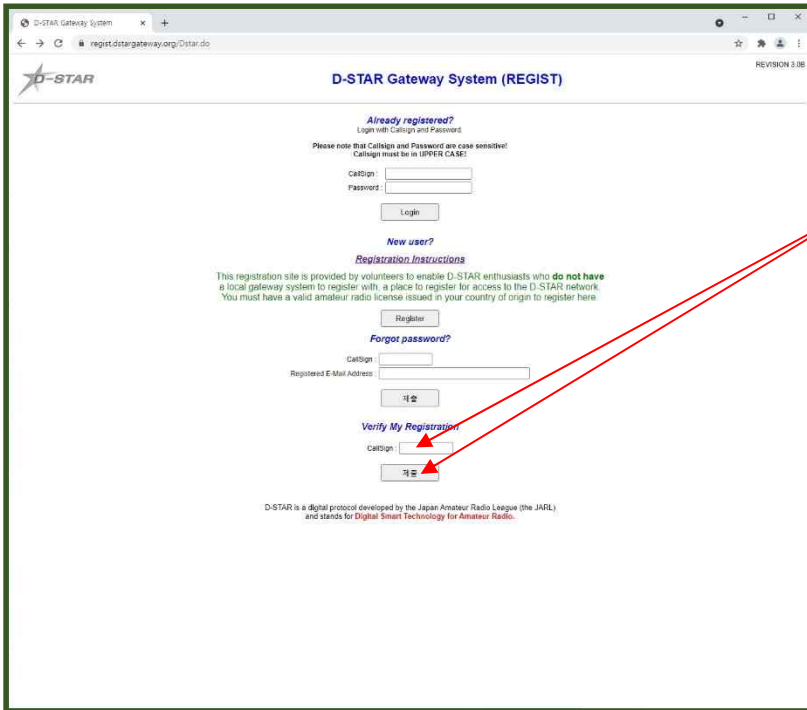 D-STAR Gateway System
regist.dstargateway.org/Dstar.do
REVISION 3.0B
D-STAR
D-STAR Gateway System (REGIST)
Already registered?
Login with Callsign and Password.
Please note that Callsign and Password are case sensitive!
Callsign must be in UPPER CASE!
CallSign :
Password :
Login
New user?
Registration Instructions
This registration site is provided by volunteers to enable D-STAR enthusiasts who do not have
a local gateway system to register with, a place to register for access to the D-STAR network.
You must have a valid amateur radio license issued in your country of origin to register here.
Register
Forgot password?
CallSign :
Registered E-Mail Address :
제출
Verify My Registration
CallSign :
제출
D-STAR is a digital protocol developed by the Japan Amateur Radio League (the JARL)
and stands for Digital Smart Technology for Amateur Radio.